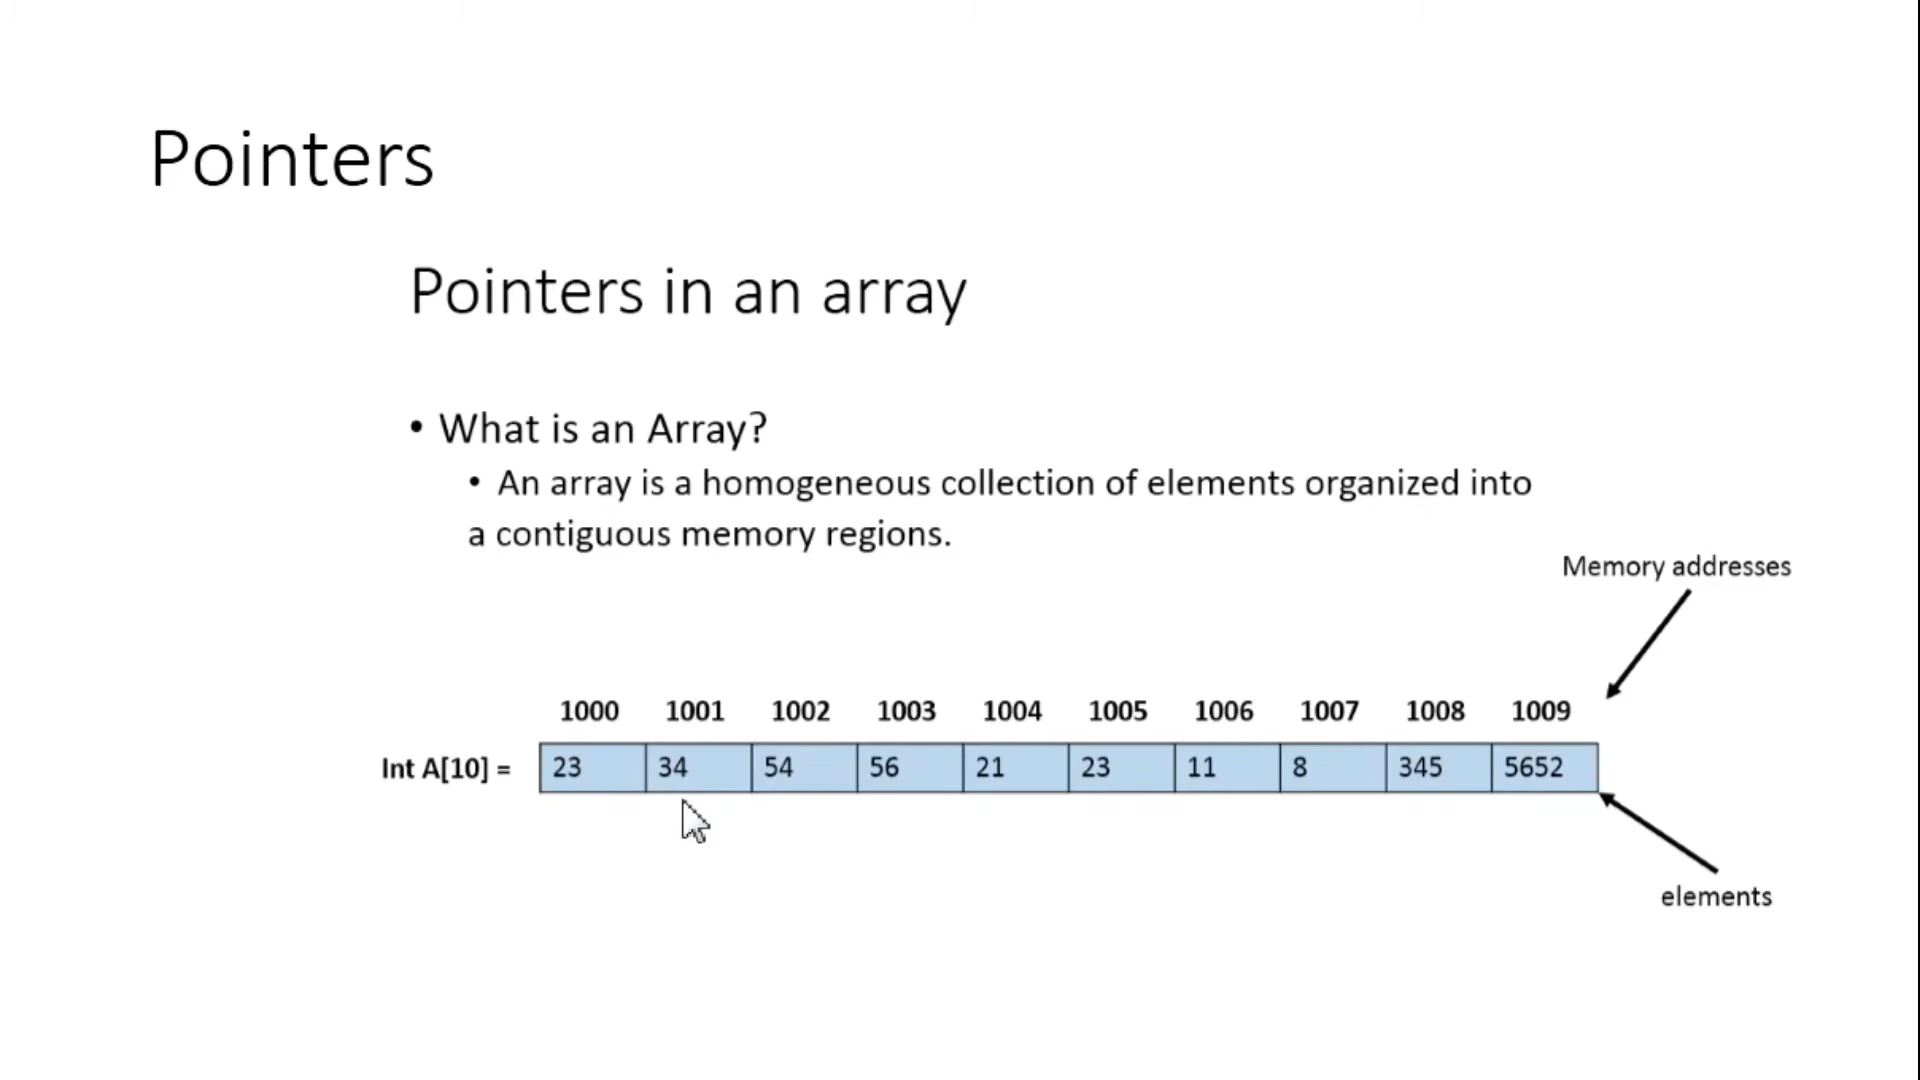 Pointers
Pointers in an array
• What is an Array?
• An array is a homogeneous collection of elements organized into
a contiguous memory regions.
Memory addresses
1000 1001 1002 1003 1004 1005 1006 1007 1008 1009
Int A[10] = 23 34 54 56 21 23 11 8 345 5652
elements